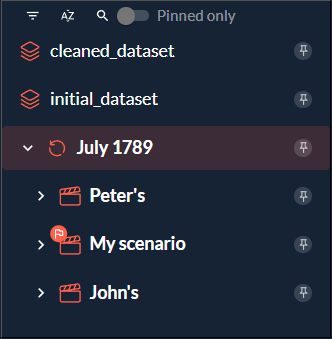 Pinned only
cleaned_dataset
initial_dataset
July 1789
Peter's
My scenario
John's